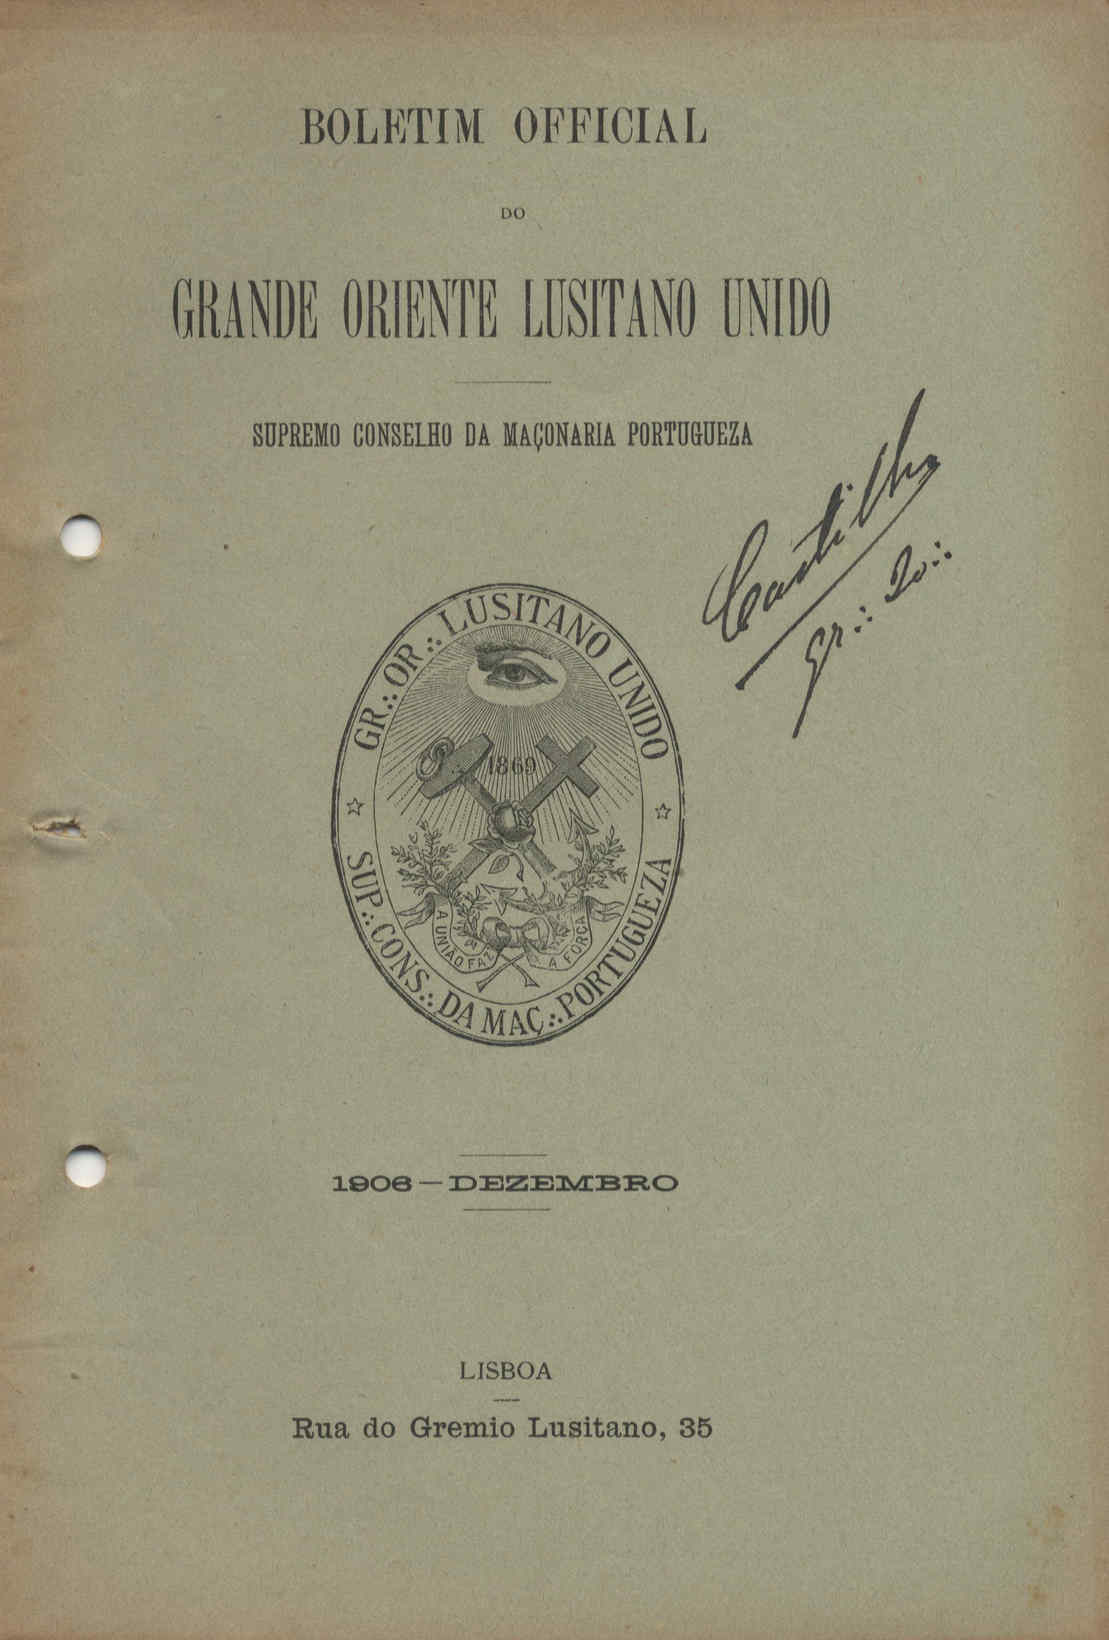 BOLETIM OFFICIAL
DO
GRANDE ORIENTE LUSITANO UNIDO
SUPREMO CONSELHO DA MAÇONARIA PORTUGUEZA
Castilho
gr∴ 20∴
GR∴ OR∴ LUSITANO UNIDO
1869
A UNIÃO FAZ A FORÇA
SUP∴ CONS∴ DA MAÇ∴ PORTUGUEZA
1906 — DEZEMBRO
LISBOA
Rua do Gremio Lusitano, 35